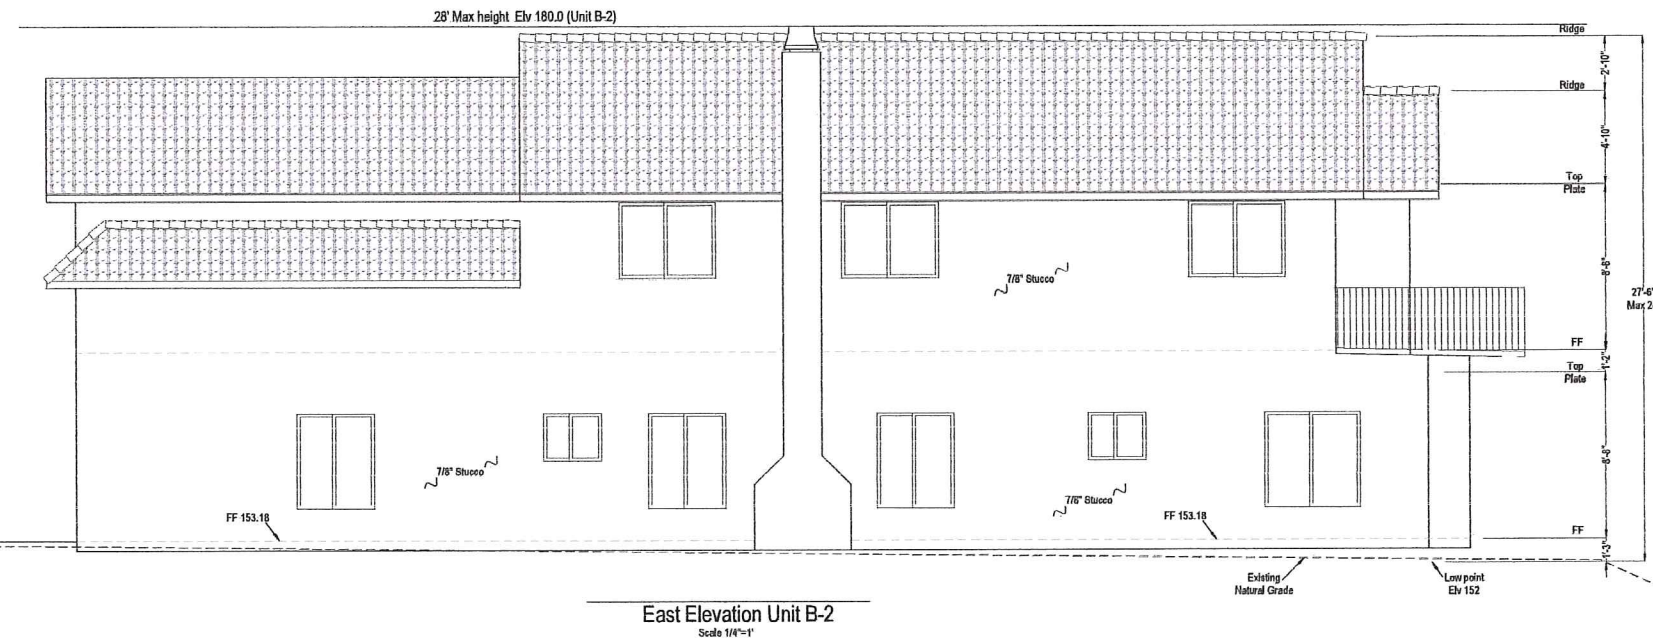 28' Max height Elv 180.0 (Unit B-2)
Ridge
2'-10"
Ridge
4'-10"
Top
Plate
7/8" Stucco
27'-6"
FF
1'-2"
Top
Plate
7/8" Stucco
8'-8"
7/8" Stucco
FF 153.18
FF 153.18
FF
1'-3"
Existing
Natural Grade
Low point
Elv 152
East Elevation Unit B-2
Scale 1/4"=1'